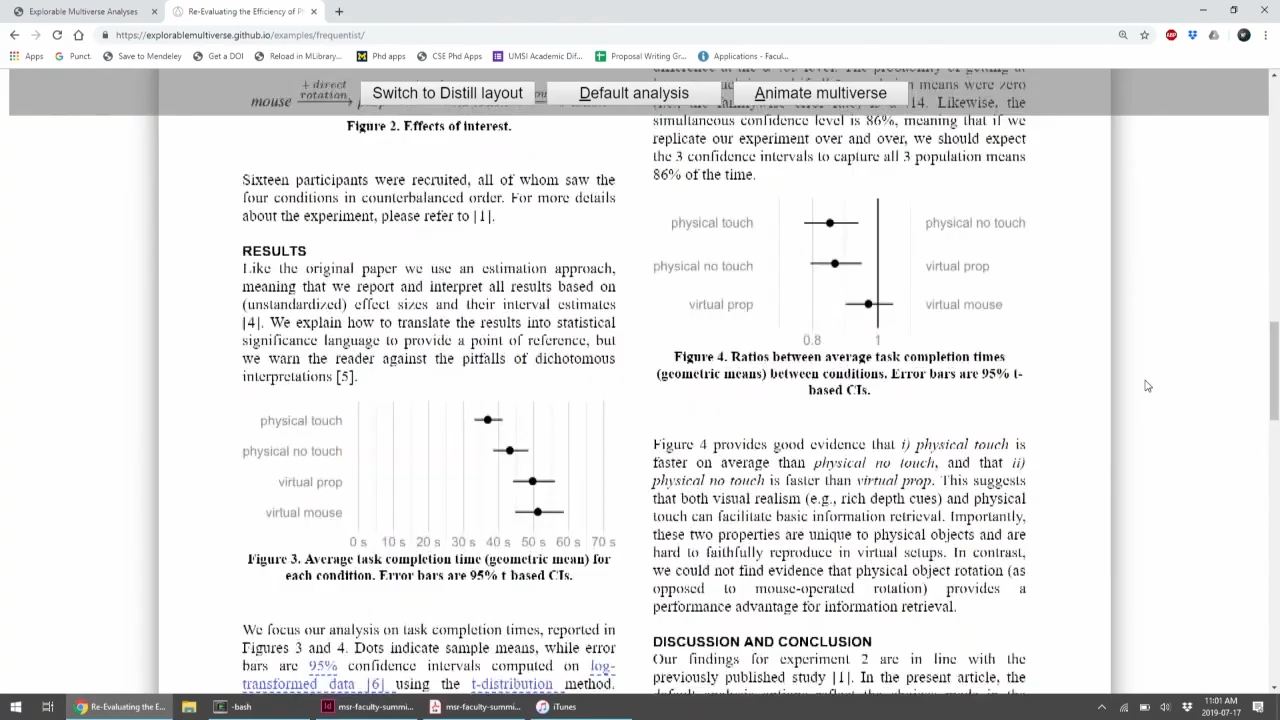 Explorable Multiverse Analyses
Re-Evaluating the Efficiency of P
https://explorablemultiverse.github.io/examples/frequentist/
Apps
Punct.
Save to Mendeley
Get a DOI
Reload in MLibrary...
Phd apps
CSE Phd Apps
UMSI Academic Dif...
Proposal Writing Gr...
Applications - Facul...
Switch to Distill layout
Default analysis
Animate multiverse
+ direct
rotation
mouse
Figure 2. Effects of interest.
Sixteen participants were recruited, all of whom saw the
four conditions in counterbalanced order. For more details
about the experiment, please refer to [1].
RESULTS
Like the original paper we use an estimation approach,
meaning that we report and interpret all results based on
(unstandardized) effect sizes and their interval estimates
[4]. We explain how to translate the results into statistical
significance language to provide a point of reference, but
we warn the reader against the pitfalls of dichotomous
interpretations [5].
physical touch
physical no touch
virtual prop
virtual mouse
0 s 10 s 20 s 30 s 40 s 50 s 60 s 70 s
Figure 3. Average task completion time (geometric mean) for
each condition. Error bars are 95% t-based CIs.
We focus our analysis on task completion times, reported in
Figures 3 and 4. Dots indicate sample means, while error
bars are 95% confidence intervals computed on log-
transformed data [6] using the t-distribution method.
were zero
14. Likewise, the
simultaneous confidence level is 86%, meaning that if we
replicate our experiment over and over, we should expect
the 3 confidence intervals to capture all 3 population means
86% of the time.
physical touch physical no touch
physical no touch virtual prop
virtual prop virtual mouse
0.8 1
Figure 4. Ratios between average task completion times
(geometric means) between conditions. Error bars are 95% t-
based CIs.
Figure 4 provides good evidence that i) physical touch is
faster on average than physical no touch, and that ii)
physical no touch is faster than virtual prop. This suggests
that both visual realism (e.g., rich depth cues) and physical
touch can facilitate basic information retrieval. Importantly,
these two properties are unique to physical objects and are
hard to faithfully reproduce in virtual setups. In contrast,
we could not find evidence that physical object rotation (as
opposed to mouse-operated rotation) provides a
performance advantage for information retrieval.
DISCUSSION AND CONCLUSION
Our findings for experiment 2 are in line with the
previously published study [1]. In the present article, the
Re-Evaluating the E...
-bash
msr-faculty-summi...
msr-faculty-summi...
iTunes
11:01 AM
2019-07-17